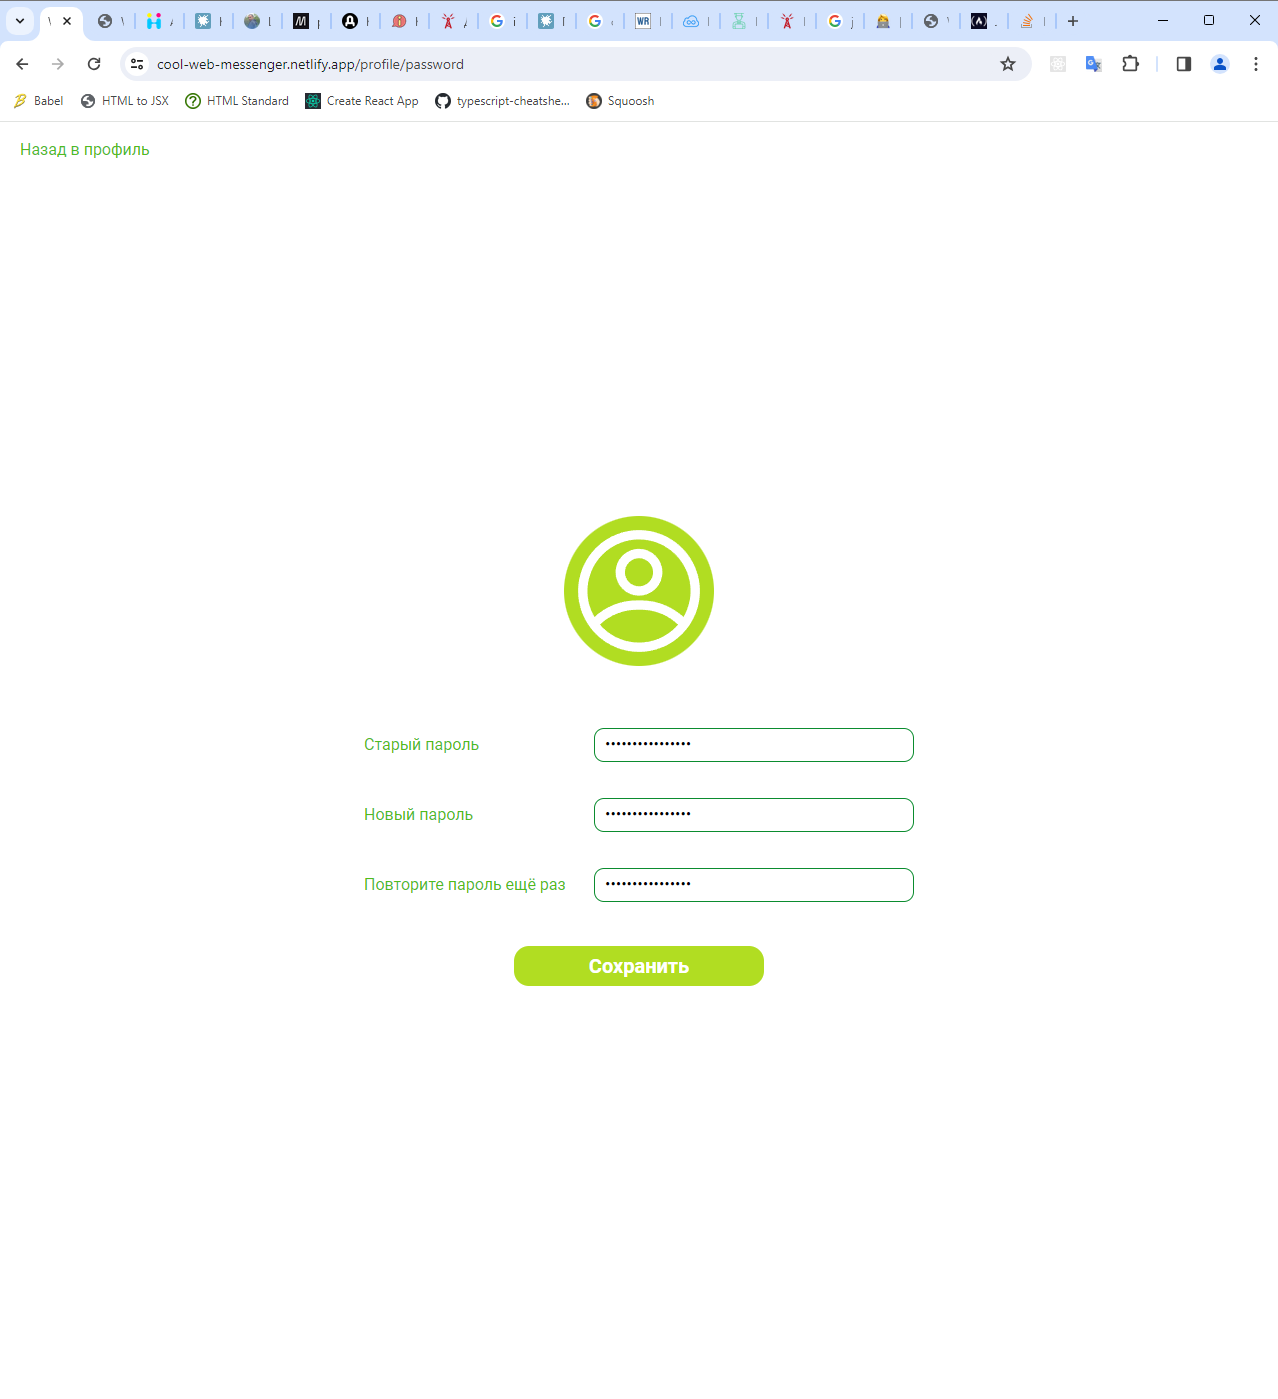 cool-web-messenger.netlify.app/profile/password
Babel HTML to JSX HTML Standard Create React App typescript-cheatshe... Squoosh
Назад в профиль
Старый пароль ••••••••••••••••
Новый пароль ••••••••••••••••
Повторите пароль ещё раз ••••••••••••••••
Сохранить